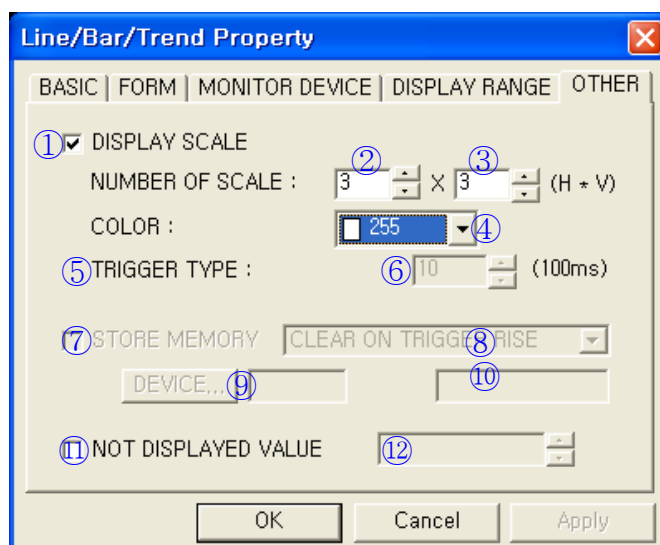 Line/Bar/Trend Property
BASIC FORM MONITOR DEVICE DISPLAY RANGE OTHER
① DISPLAY SCALE
② ③
NUMBER OF SCALE : 3 X 3 (H * V)
COLOR : 255 ④
⑤ TRIGGER TYPE : ⑥ 10 (100ms)
⑦ STORE MEMORY CLEAR ON TRIGGER RISE ⑧
DEVICE... ⑨ ⑩
⑪ NOT DISPLAYED VALUE ⑫
OK Cancel Apply